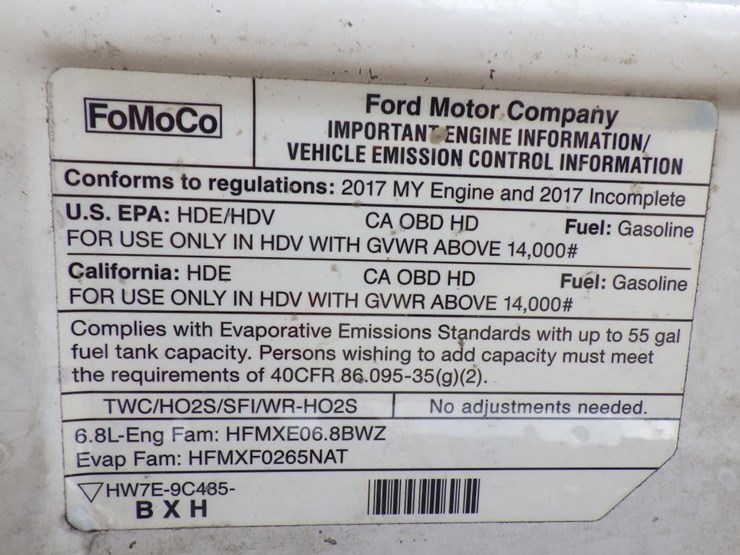 FoMoCo
Ford Motor Company
IMPORTANT ENGINE INFORMATION/
VEHICLE EMISSION CONTROL INFORMATION
Conforms to regulations: 2017 MY Engine and 2017 Incomplete
U.S. EPA: HDE/HDV CA OBD HD Fuel: Gasoline
FOR USE ONLY IN HDV WITH GVWR ABOVE 14,000#
California: HDE CA OBD HD Fuel: Gasoline
FOR USE ONLY IN HDV WITH GVWR ABOVE 14,000#
Complies with Evaporative Emissions Standards with up to 55 gal
fuel tank capacity. Persons wishing to add capacity must meet
the requirements of 40CFR 86.095-35(g)(2).
TWC/HO2S/SFI/WR-HO2S No adjustments needed.
6.8L-Eng Fam: HFMXE06.8BWZ
Evap Fam: HFMXF0265NAT
HW7E-9C485-
BXH